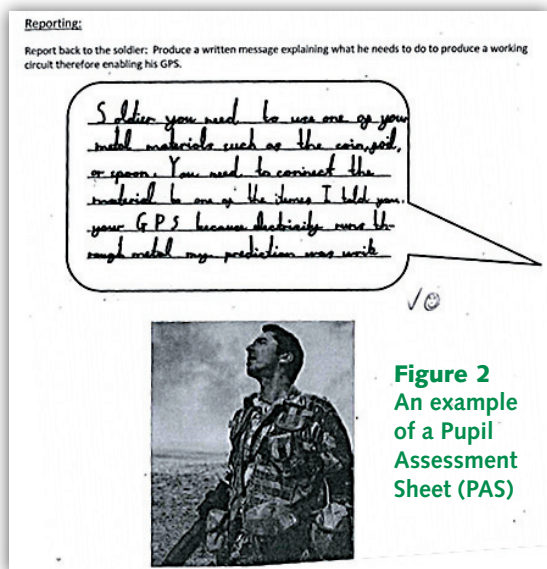 Reporting:
Report back to the soldier: Produce a written message explaining what he needs to do to produce a working
circuit therefore enabling his GPS.
Soldier you need to use one of your
metal materials such as the coin, foil,
or spoon. You need to connect the
material to one of the items I told you.
your GPS because electricity runs th-
rough metal my prediction was
Figure 2
An example
of a Pupil
Assessment
Sheet (PAS)